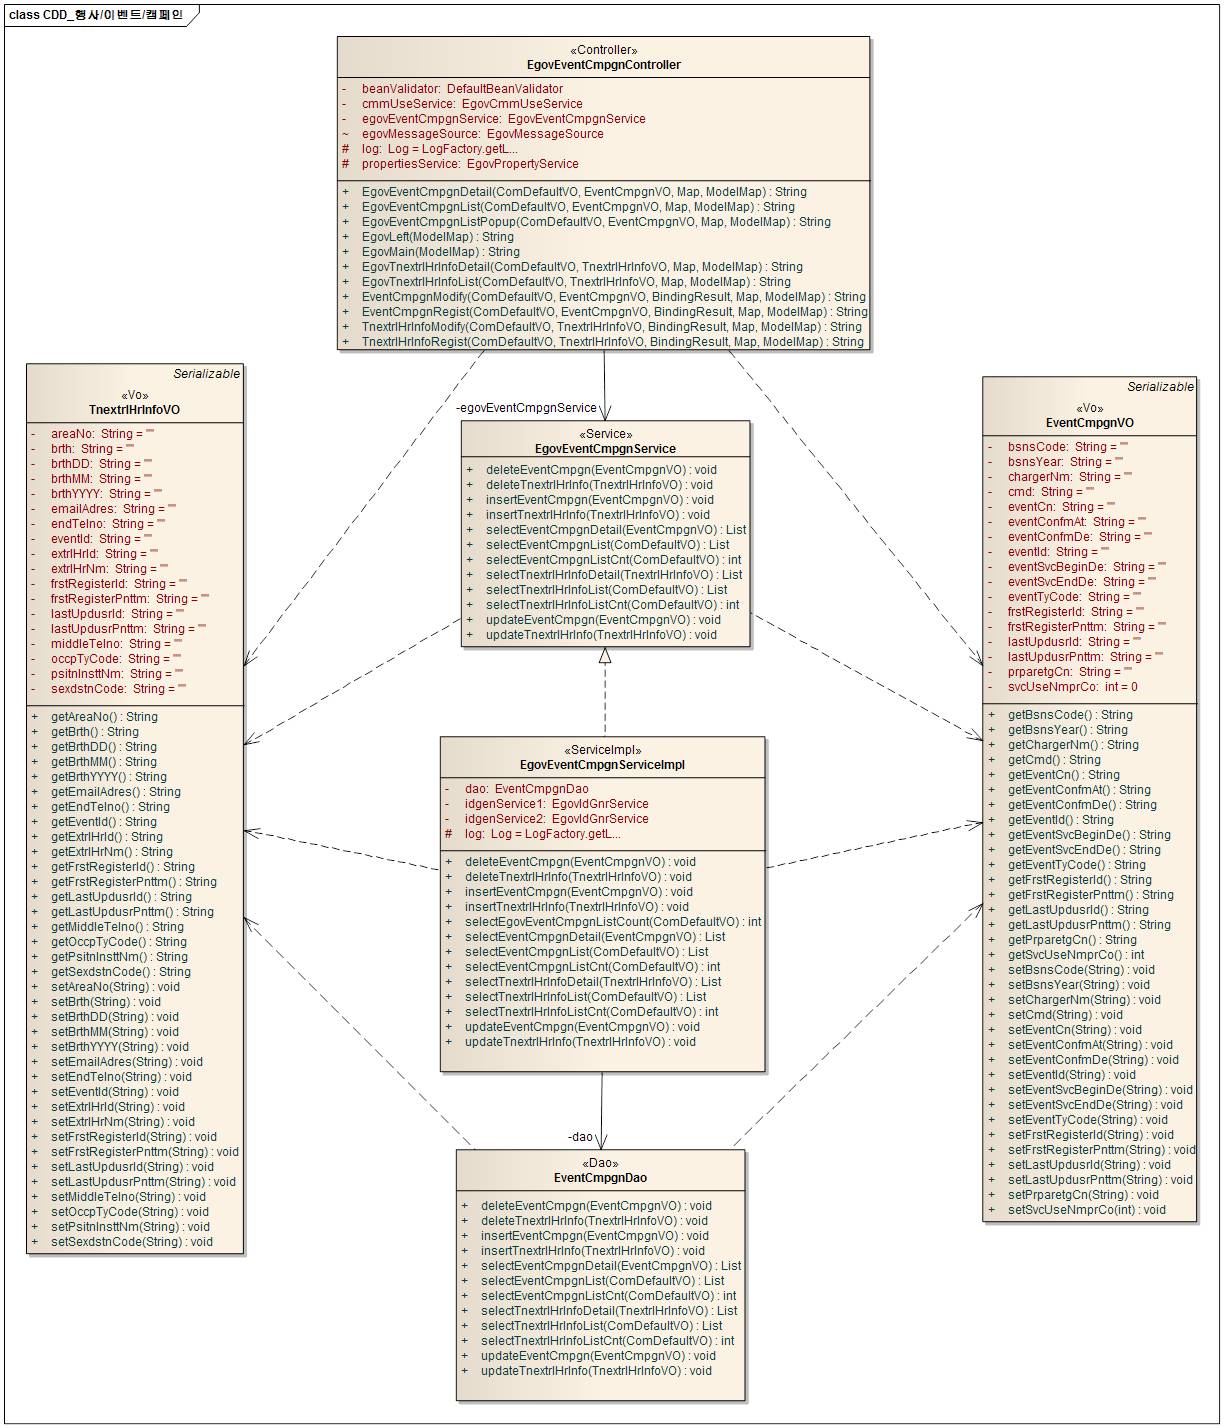 class CDD_행사/이벤트/캠페인
«Controller»
EgovEventCmpgnController
- beanValidator: DefaultBeanValidator
- cmmUseService: EgovCmmUseService
- egovEventCmpgnService: EgovEventCmpgnService
~ egovMessageSource: EgovMessageSource
# log: Log = LogFactory.getL...
# propertiesService: EgovPropertyService
+ EgovEventCmpgnDetail(ComDefaultVO, EventCmpgnVO, Map, ModelMap) : String
+ EgovEventCmpgnList(ComDefaultVO, EventCmpgnVO, Map, ModelMap) : String
+ EgovEventCmpgnListPopup(ComDefaultVO, EventCmpgnVO, Map, ModelMap) : String
+ EgovLeft(ModelMap) : String
+ EgovMain(ModelMap) : String
+ EgovTnextrlHrInfoDetail(ComDefaultVO, TnextrlHrInfoVO, Map, ModelMap) : String
+ EgovTnextrlHrInfoList(ComDefaultVO, TnextrlHrInfoVO, Map, ModelMap) : String
+ EventCmpgnModify(ComDefaultVO, EventCmpgnVO, BindingResult, Map, ModelMap) : String
+ EventCmpgnRegist(ComDefaultVO, EventCmpgnVO, BindingResult, Map, ModelMap) : String
+ TnextrlHrInfoModify(ComDefaultVO, TnextrlHrInfoVO, BindingResult, Map, ModelMap) : String
+ TnextrlHrInfoRegist(ComDefaultVO, TnextrlHrInfoVO, BindingResult, Map, ModelMap) : String
Serializable
«Vo»
TnextrlHrInfoVO
- areaNo: String = ""
- brth: String = ""
- brthDD: String = ""
- brthMM: String = ""
- brthYYYY: String = ""
- emailAdres: String = ""
- endTelno: String = ""
- eventId: String = ""
- extrlHrId: String = ""
- extrlHrNm: String = ""
- frstRegisterId: String = ""
- frstRegisterPnttm: String = ""
- lastUpdusrId: String = ""
- lastUpdusrPnttm: String = ""
- middleTelno: String = ""
- occpTyCode: String = ""
- psitnInsttNm: String = ""
- sexdstnCode: String = ""
+ getAreaNo() : String
+ getBrth() : String
+ getBrthDD() : String
+ getBrthMM() : String
+ getBrthYYYY() : String
+ getEmailAdres() : String
+ getEndTelno() : String
+ getEventId() : String
+ getExtrlHrId() : String
+ getExtrlHrNm() : String
+ getFrstRegisterId() : String
+ getFrstRegisterPnttm() : String
+ getLastUpdusrId() : String
+ getLastUpdusrPnttm() : String
+ getMiddleTelno() : String
+ getOccpTyCode() : String
+ getPsitnInsttNm() : String
+ getSexdstnCode() : String
+ setAreaNo(String) : void
+ setBrth(String) : void
+ setBrthDD(String) : void
+ setBrthMM(String) : void
+ setBrthYYYY(String) : void
+ setEmailAdres(String) : void
+ setEndTelno(String) : void
+ setEventId(String) : void
+ setExtrlHrId(String) : void
+ setExtrlHrNm(String) : void
+ setFrstRegisterId(String) : void
+ setFrstRegisterPnttm(String) : void
+ setLastUpdusrId(String) : void
+ setLastUpdusrPnttm(String) : void
+ setMiddleTelno(String) : void
+ setOccpTyCode(String) : void
+ setPsitnInsttNm(String) : void
+ setSexdstnCode(String) : void
-egovEventCmpgnService
«Service»
EgovEventCmpgnService
+ deleteEventCmpgn(EventCmpgnVO) : void
+ deleteTnextrlHrInfo(TnextrlHrInfoVO) : void
+ insertEventCmpgn(EventCmpgnVO) : void
+ insertTnextrlHrInfo(TnextrlHrInfoVO) : void
+ selectEventCmpgnDetail(EventCmpgnVO) : List
+ selectEventCmpgnList(ComDefaultVO) : List
+ selectEventCmpgnListCnt(ComDefaultVO) : int
+ selectTnextrlHrInfoDetail(TnextrlHrInfoVO) : List
+ selectTnextrlHrInfoList(ComDefaultVO) : List
+ selectTnextrlHrInfoListCnt(ComDefaultVO) : int
+ updateEventCmpgn(EventCmpgnVO) : void
+ updateTnextrlHrInfo(TnextrlHrInfoVO) : void
«ServiceImpl»
EgovEventCmpgnServiceImpl
- dao: EventCmpgnDao
- idgenService1: EgovIdGnrService
- idgenService2: EgovIdGnrService
# log: Log = LogFactory.getL...
+ deleteEventCmpgn(EventCmpgnVO) : void
+ deleteTnextrlHrInfo(TnextrlHrInfoVO) : void
+ insertEventCmpgn(EventCmpgnVO) : void
+ insertTnextrlHrInfo(TnextrlHrInfoVO) : void
+ selectEgovEventCmpgnListCount(ComDefaultVO) : int
+ selectEventCmpgnDetail(EventCmpgnVO) : List
+ selectEventCmpgnList(ComDefaultVO) : List
+ selectEventCmpgnListCnt(ComDefaultVO) : int
+ selectTnextrlHrInfoDetail(TnextrlHrInfoVO) : List
+ selectTnextrlHrInfoList(ComDefaultVO) : List
+ selectTnextrlHrInfoListCnt(ComDefaultVO) : int
+ updateEventCmpgn(EventCmpgnVO) : void
+ updateTnextrlHrInfo(TnextrlHrInfoVO) : void
-dao
«Dao»
EventCmpgnDao
+ deleteEventCmpgn(EventCmpgnVO) : void
+ deleteTnextrlHrInfo(TnextrlHrInfoVO) : void
+ insertEventCmpgn(EventCmpgnVO) : void
+ insertTnextrlHrInfo(TnextrlHrInfoVO) : void
+ selectEventCmpgnDetail(EventCmpgnVO) : List
+ selectEventCmpgnList(ComDefaultVO) : List
+ selectEventCmpgnListCnt(ComDefaultVO) : int
+ selectTnextrlHrInfoDetail(TnextrlHrInfoVO) : List
+ selectTnextrlHrInfoList(ComDefaultVO) : List
+ selectTnextrlHrInfoListCnt(ComDefaultVO) : int
+ updateEventCmpgn(EventCmpgnVO) : void
+ updateTnextrlHrInfo(TnextrlHrInfoVO) : void
Serializable
«Vo»
EventCmpgnVO
- bsnsCode: String = ""
- bsnsYear: String = ""
- chargerNm: String = ""
- cmd: String = ""
- eventCn: String = ""
- eventConfmAt: String = ""
- eventConfmDe: String = ""
- eventId: String = ""
- eventSvcBeginDe: String = ""
- eventSvcEndDe: String = ""
- eventTyCode: String = ""
- frstRegisterId: String = ""
- frstRegisterPnttm: String = ""
- lastUpdusrId: String = ""
- lastUpdusrPnttm: String = ""
- prparetgCn: String = ""
- svcUseNmprCo: int = 0
+ getBsnsCode() : String
+ getBsnsYear() : String
+ getChargerNm() : String
+ getCmd() : String
+ getEventCn() : String
+ getEventConfmAt() : String
+ getEventConfmDe() : String
+ getEventId() : String
+ getEventSvcBeginDe() : String
+ getEventSvcEndDe() : String
+ getEventTyCode() : String
+ getFrstRegisterId() : String
+ getFrstRegisterPnttm() : String
+ getLastUpdusrId() : String
+ getLastUpdusrPnttm() : String
+ getPrparetgCn() : String
+ getSvcUseNmprCo() : int
+ setBsnsCode(String) : void
+ setBsnsYear(String) : void
+ setChargerNm(String) : void
+ setCmd(String) : void
+ setEventCn(String) : void
+ setEventConfmAt(String) : void
+ setEventConfmDe(String) : void
+ setEventId(String) : void
+ setEventSvcBeginDe(String) : void
+ setEventSvcEndDe(String) : void
+ setEventTyCode(String) : void
+ setFrstRegisterId(String) : void
+ setFrstRegisterPnttm(String) : void
+ setLastUpdusrId(String) : void
+ setLastUpdusrPnttm(String) : void
+ setPrparetgCn(String) : void
+ setSvcUseNmprCo(int) : void